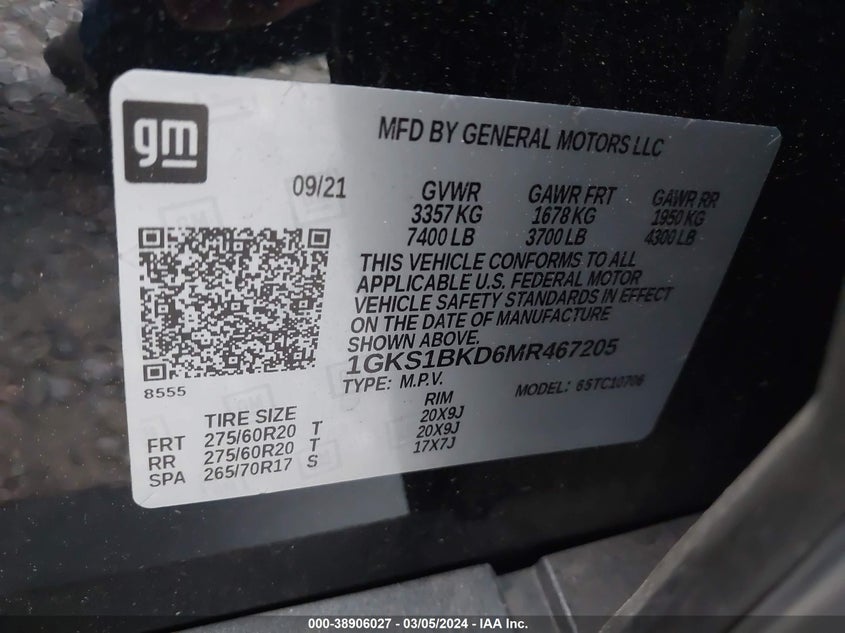 gm
MFD BY GENERAL MOTORS LLC
09/21
GVWR GAWR FRT GAWR RR
3357 KG 1678 KG 1950 KG
7400 LB 3700 LB 4300 LB
THIS VEHICLE CONFORMS TO ALL
APPLICABLE U.S. FEDERAL MOTOR
VEHICLE SAFETY STANDARDS IN EFFECT
ON THE DATE OF MANUFACTURE
SHOWN ABOVE.
1GKS1BKD6MR467205
8555
TYPE: M.P.V. MODEL: 6STC10706
TIRE SIZE RIM
FRT 275/60R20 T 20X9J
RR 275/60R20 T 20X9J
SPA 265/70R17 S 17X7J
000-38906027 - 03/05/2024 - IAAI.com